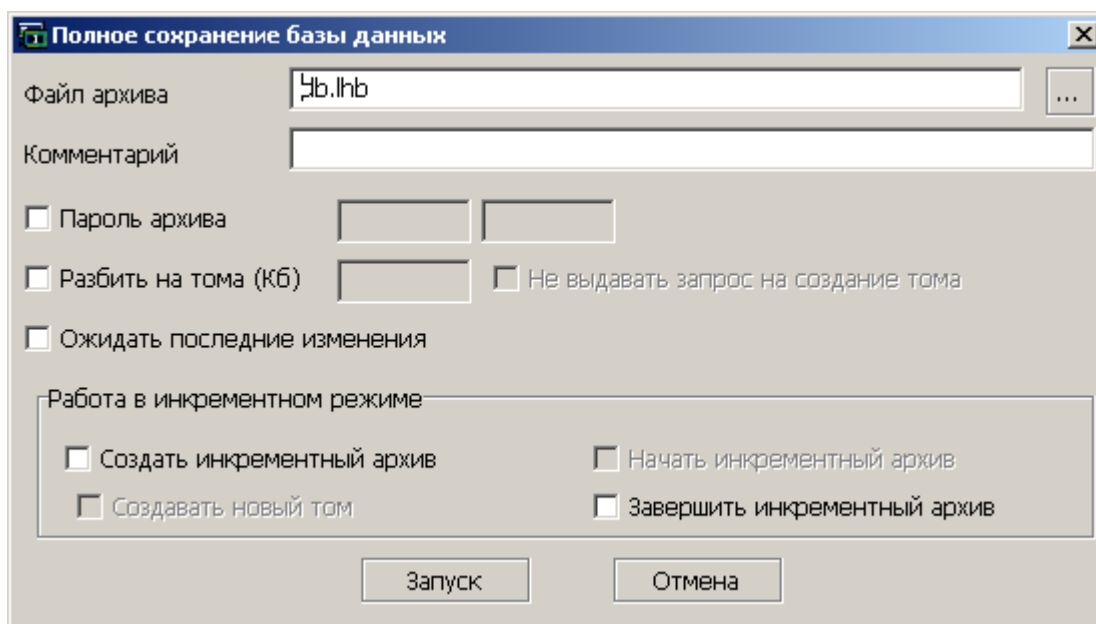 Полное сохранение базы данных
Файл архива
...
Комментарий
Пароль архива
Разбить на тома (Кб) Не выдавать запрос на создание тома
Ожидать последние изменения
Работа в инкрементном режиме
Создать инкрементный архив Начать инкрементный архив
Создавать новый том Завершить инкрементный архив
Запуск Отмена